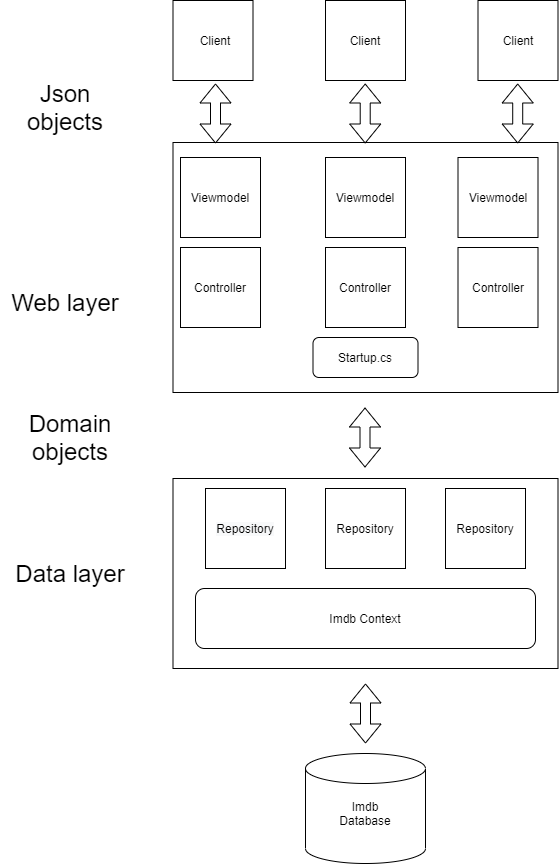 Client Client Client
Json
objects
Viewmodel Viewmodel Viewmodel
Controller Controller Controller
Web layer
Startup.cs
Domain
objects
Repository Repository Repository
Data layer
Imdb Context
Imdb
Database